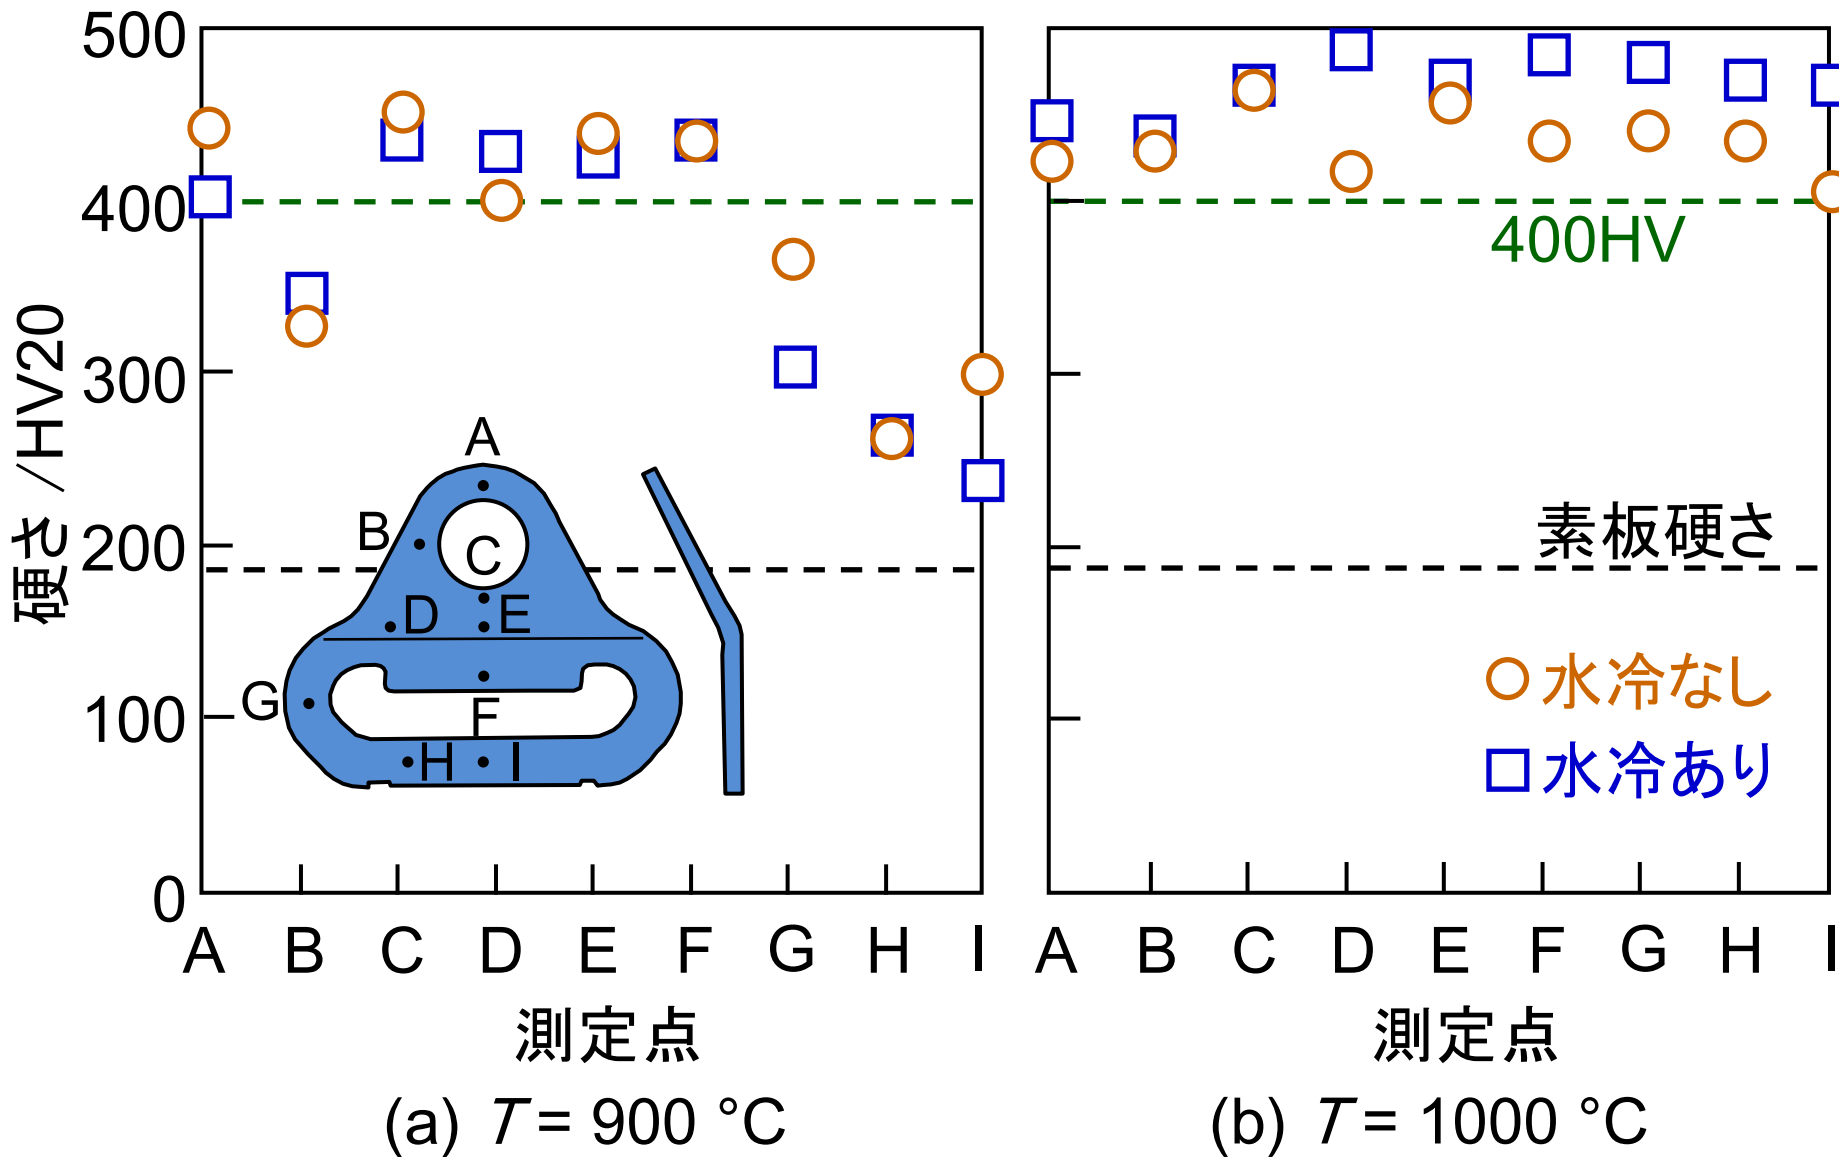 硬さ /HV20
500
400
300
200
100
0
A
B
C
D
E
F
G
H I
A B C D E F G H I
測定点
(a) T = 900 °C
400HV
素板硬さ
水冷なし
水冷あり
A B C D E F G H I
測定点
(b) T = 1000 °C